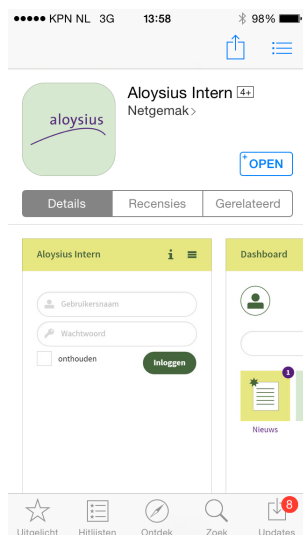 KPN NL 3G 13:58 98%
aloysius
Aloysius Intern 4+
Netgemak >
+OPEN
Details Recensies Gerelateerd
Aloysius Intern i
Gebruikersnaam
Wachtwoord
onthouden Inloggen
Dashboard
1
Nieuws
8
Uitgelicht Hitlijsten Ontdek Zoek Updates